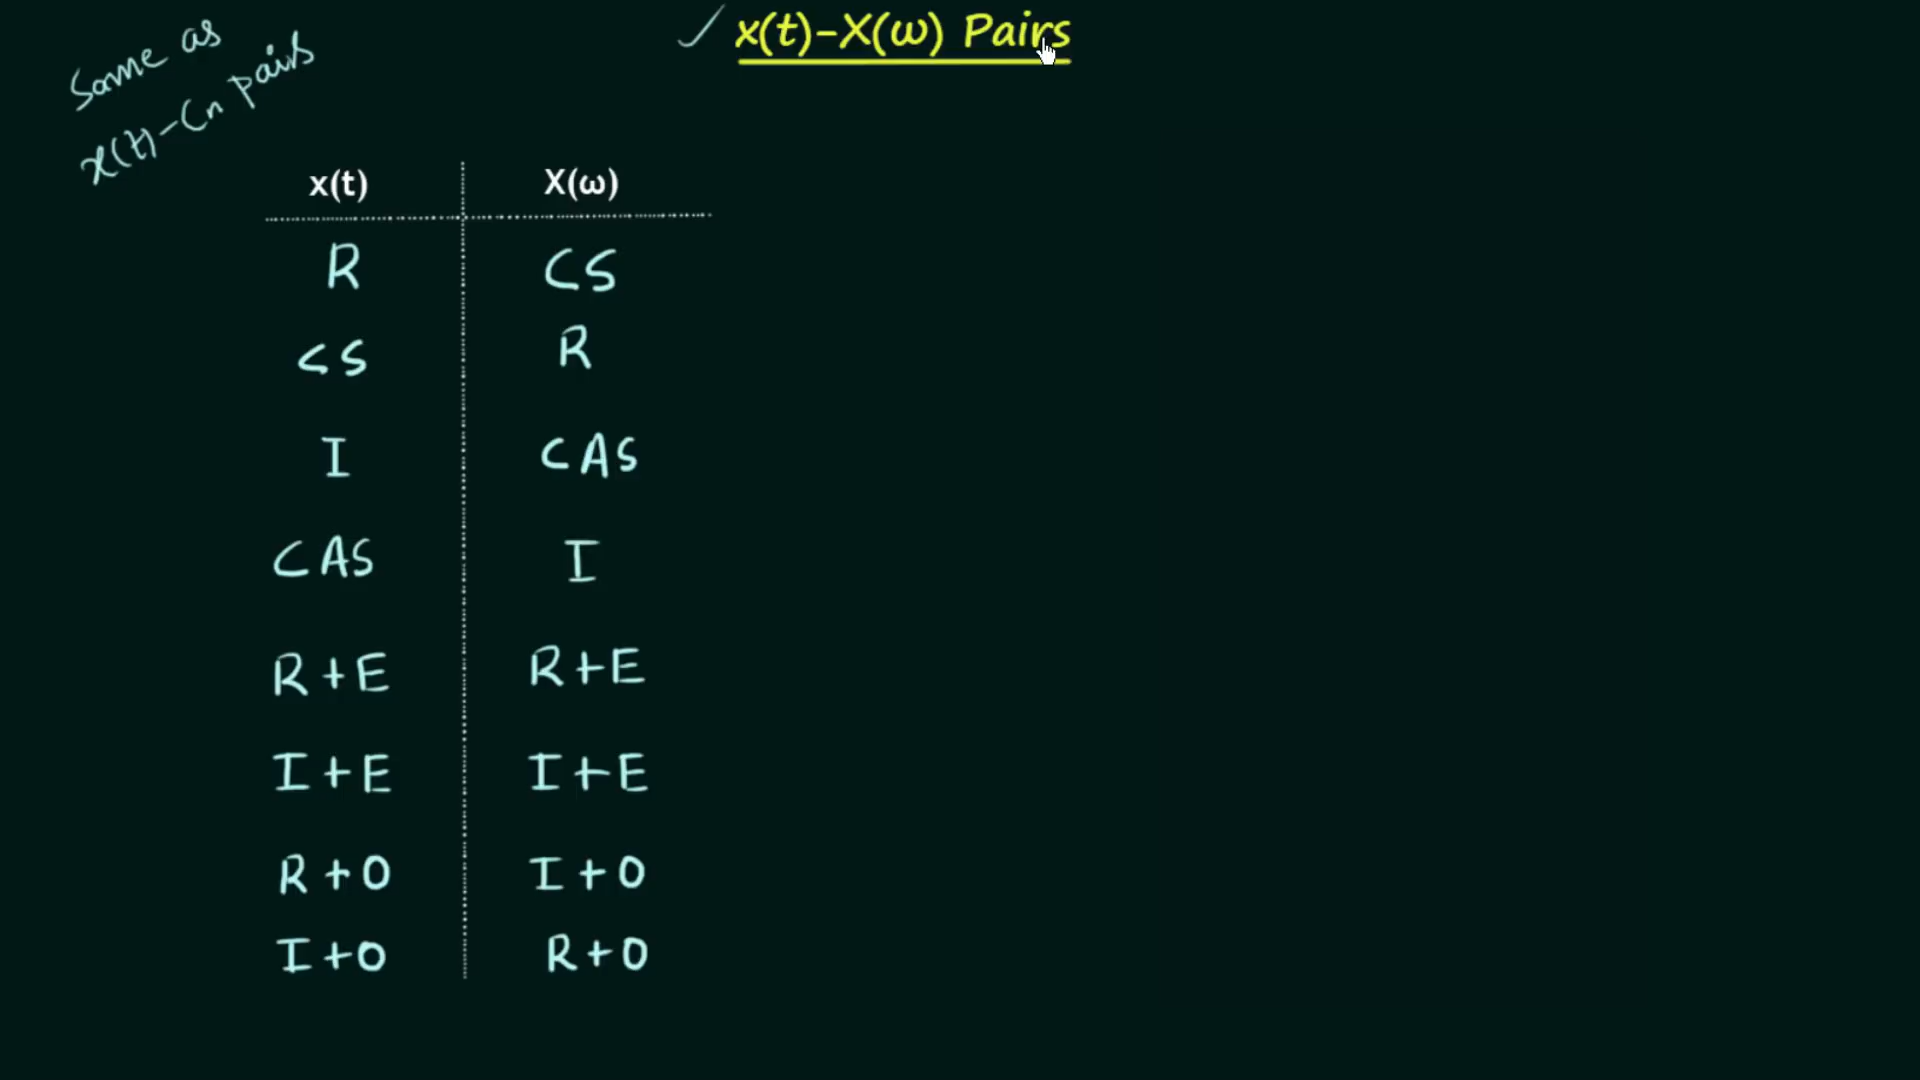 Same as
x(t)-Cn pairs
x(t)-X(ω) Pairs
x(t) X(ω)
R CS
CS R
I CAS
CAS I
R+E R+E
I+E I+E
R+O I+O
I+O R+O